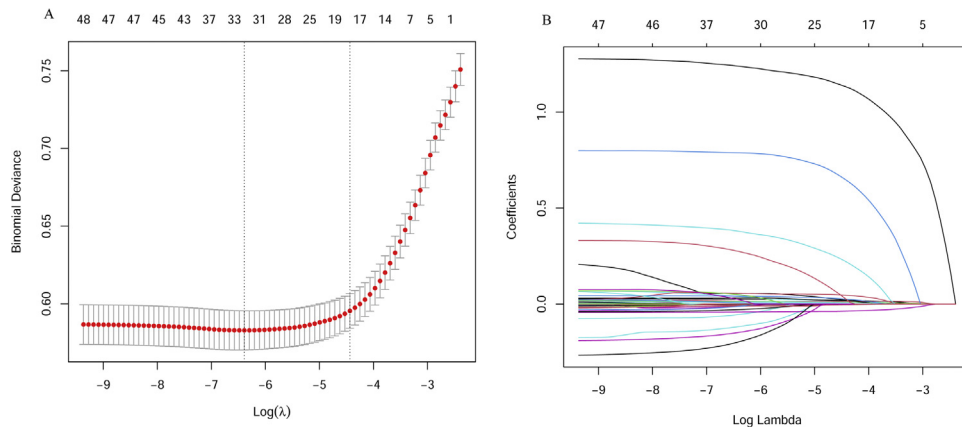 A
48 47 47 45 43 37 33 31 28 25 19 17 14 7 5 1
Binomial Deviance
0.75
0.70
0.65
0.60
−9 −8 −7 −6 −5 −4 −3
Log(λ)
B
47 46 37 30 25 17 5
Coefficients
1.0
0.5
0.0
−9 −8 −7 −6 −5 −4 −3
Log Lambda